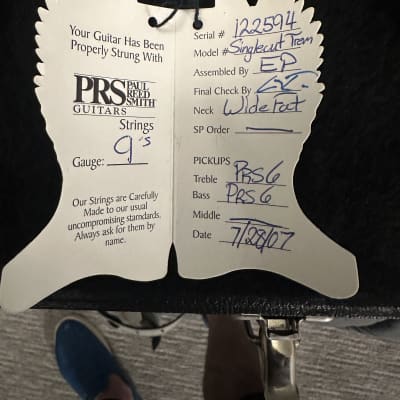 Your Guitar Has Been
Properly Strung With
PRS PAUL
REED
SMITH
GUITARS
Strings
Gauge: 9's
Our Strings are Carefully
Made to our usual
uncompromising standards.
Always ask for them by
name.
Serial # 122594
Model # Singlecut Trem
Assembled By EP
Final Check By
Neck Wide Fat
SP Order
PICKUPS
Treble PRS6
Bass PRS6
Middle
Date 7/28/07